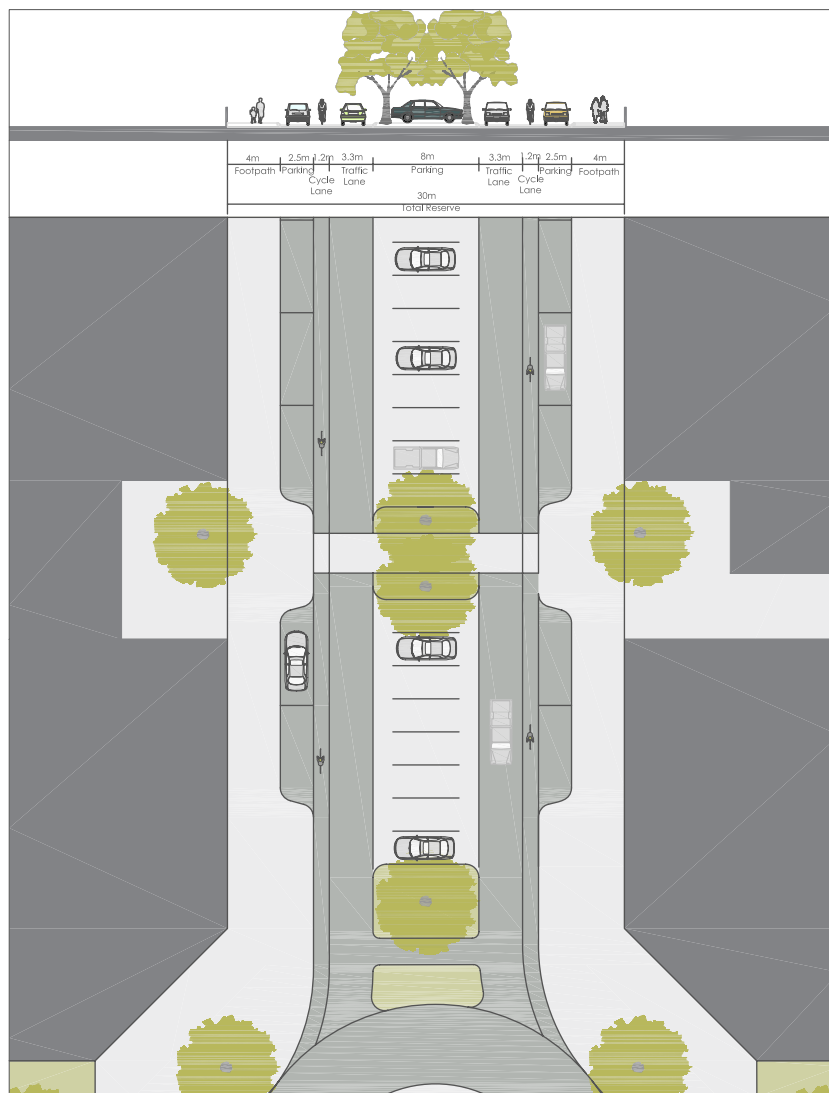 4m 2.5m 1.2m 3.3m 8m 3.3m 1.2m 2.5m 4m
Footpath Parking Cycle Lane Traffic Lane Parking Traffic Lane Cycle Lane Parking Footpath
30m
Total Reserve